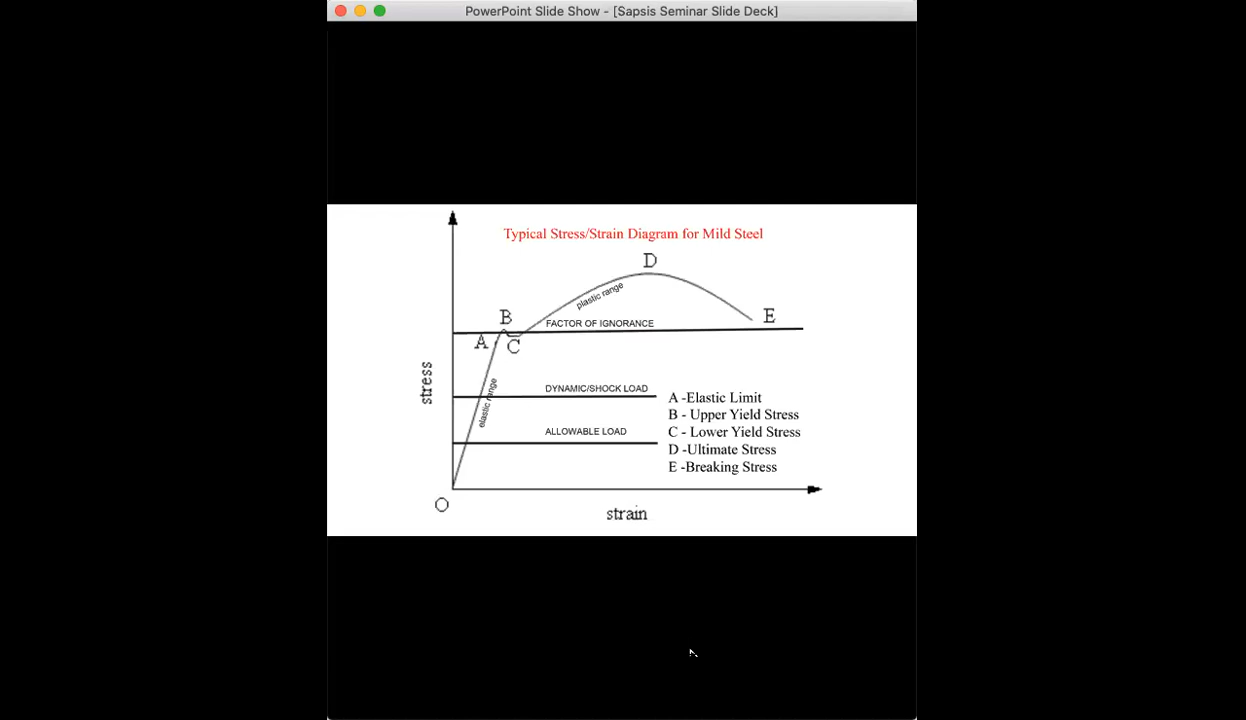 PowerPoint Slide Show - [Sapsis Seminar Slide Deck]
Typical Stress/Strain Diagram for Mild Steel
D
plastic range
B
E
FACTOR OF IGNORANCE
A
C
stress
elastic range
DYNAMIC/SHOCK LOAD
A -Elastic Limit
B - Upper Yield Stress
ALLOWABLE LOAD
C - Lower Yield Stress
D -Ultimate Stress
E -Breaking Stress
O
strain